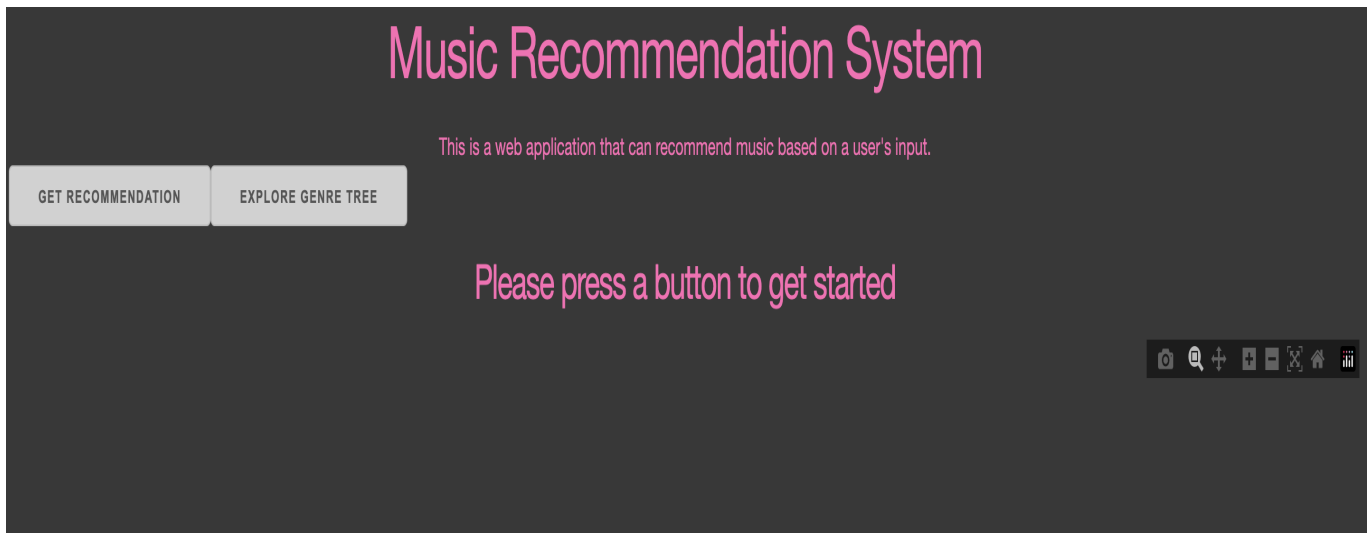 Music Recommendation System
This is a web application that can recommend music based on a user's input.
GET RECOMMENDATION
EXPLORE GENRE TREE
Please press a button to get started